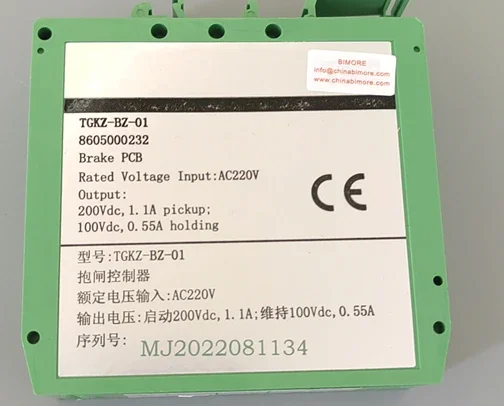 BIMORE
info@chinabimore.com
www.chinabimore.com
TGKZ-BZ-01
8605000232
Brake PCB
Rated Voltage Input:AC220V
Output:
200Vdc,1.1A pickup;
100Vdc,0.55A holding
CE
型号:TGKZ-BZ-01
抱闸控制器
额定电压输入:AC220V
输出电压:启动200Vdc,1.1A;维持100Vdc,0.55A
序列号: MJ2022081134